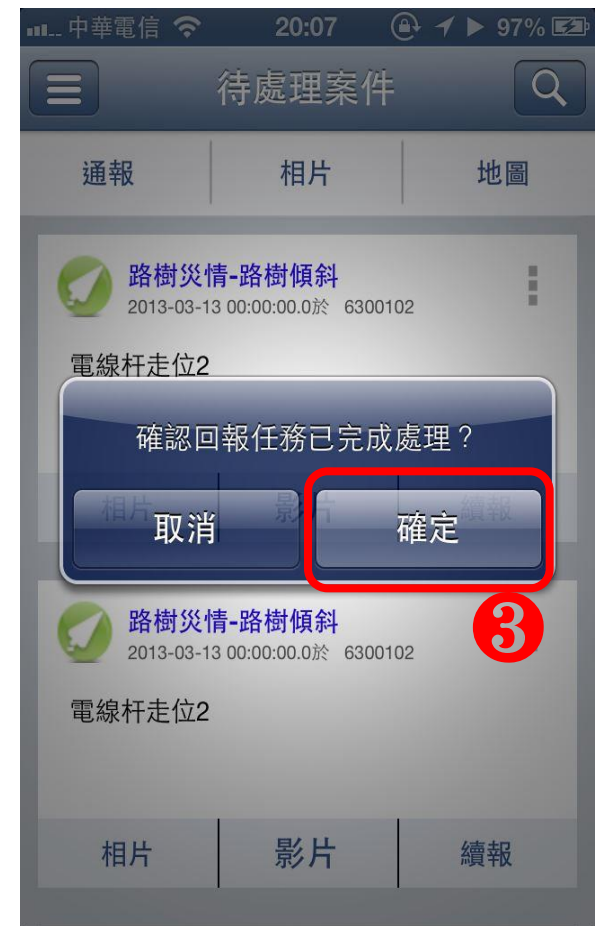 中華電信 20:07 97%
待處理案件
通報 相片 地圖
路樹災情-路樹傾斜
2013-03-13 00:00:00.0於 6300102
電線杆走位2
確認回報任務已完成處理？
相片 影片 續報
取消 確定
3
路樹災情-路樹傾斜
2013-03-13 00:00:00.0於 6300102
電線杆走位2
相片 影片 續報